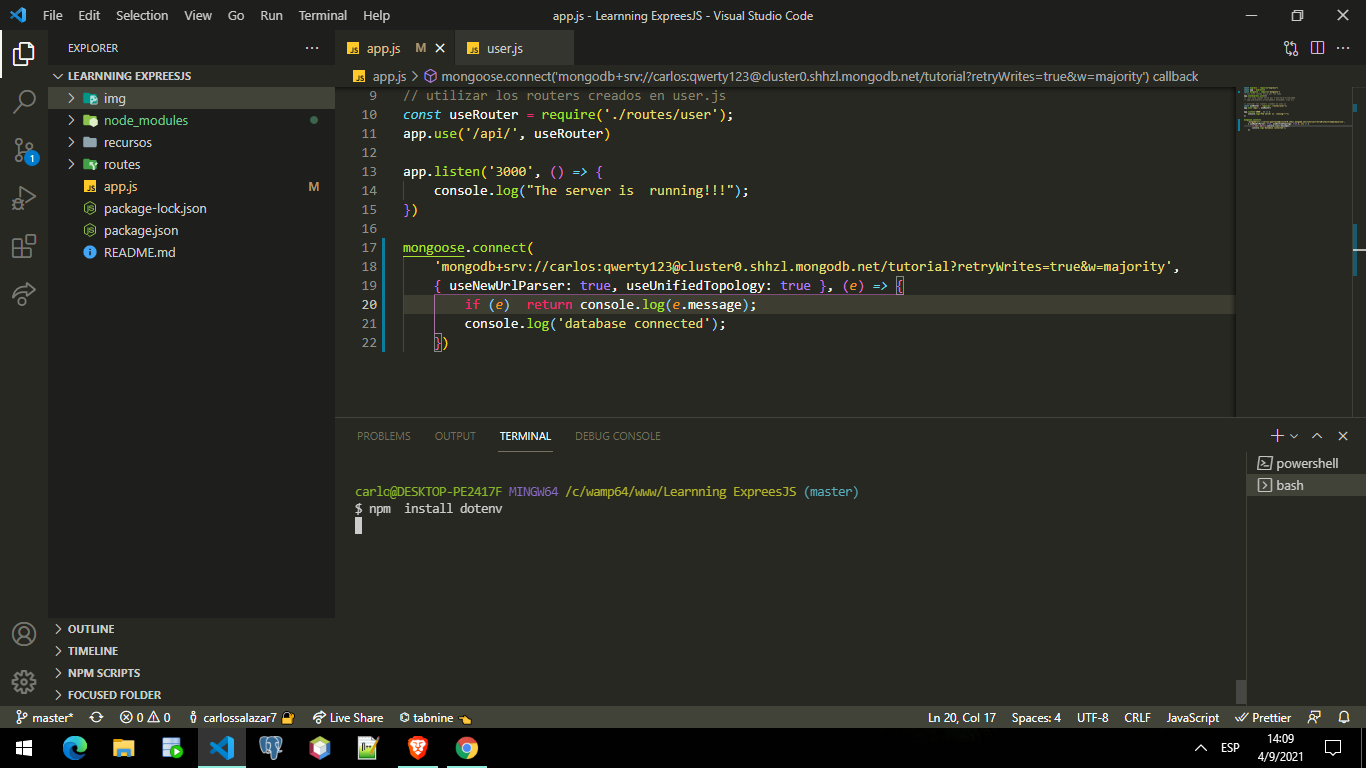 File Edit Selection View Go Run Terminal Help
app.js - Learnning ExpreesJS - Visual Studio Code
EXPLORER
LEARNNING EXPREESJS
img
node_modules
recursos
routes
app.js M
package-lock.json
package.json
README.md
1
OUTLINE
TIMELINE
NPM SCRIPTS
FOCUSED FOLDER
app.js M
user.js
app.js > mongoose.connect('mongodb+srv://carlos:qwerty123@cluster0.shhzl.mongodb.net/tutorial?retryWrites=true&w=majority') callback
9 // utilizar los routers creados en user.js
10 const useRouter = require('./routes/user');
11 app.use('/api/', useRouter)
12
13 app.listen('3000', () => {
14 console.log("The server is  running!!!");
15 })
16
17 mongoose.connect(
18 'mongodb+srv://carlos:qwerty123@cluster0.shhzl.mongodb.net/tutorial?retryWrites=true&w=majority',
19 { useNewUrlParser: true, useUnifiedTopology: true }, (e) => {
20 if (e)  return console.log(e.message);
21 console.log('database connected');
22 })
PROBLEMS OUTPUT TERMINAL DEBUG CONSOLE
powershell
bash
carlo@DESKTOP-PE2417F MINGW64 /c/wamp64/www/Learnning ExpreesJS (master)
$ npm  install dotenv
master* 0 0 carlossalazar7 Live Share tabnine
Ln 20, Col 17 Spaces: 4 UTF-8 CRLF JavaScript Prettier
ESP
14:09
4/9/2021